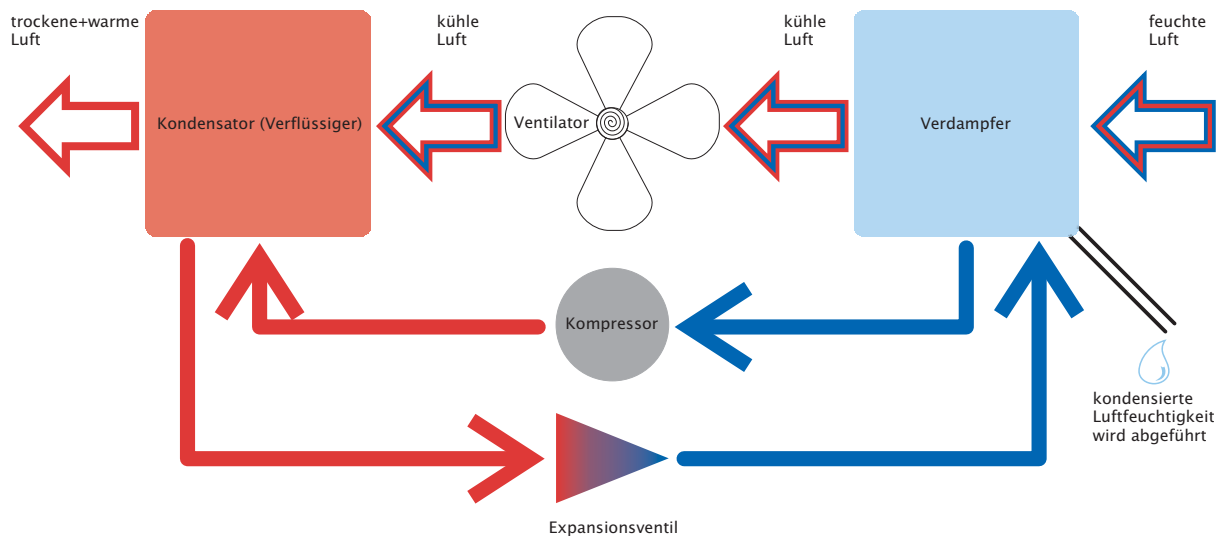 trockene+warme
Luft
kühle
Luft
kühle
Luft
feuchte
Luft
Kondensator (Verflüssiger)
Ventilator
Verdampfer
Kompressor
kondensierte
Luftfeuchtigkeit
wird abgeführt
Expansionsventil